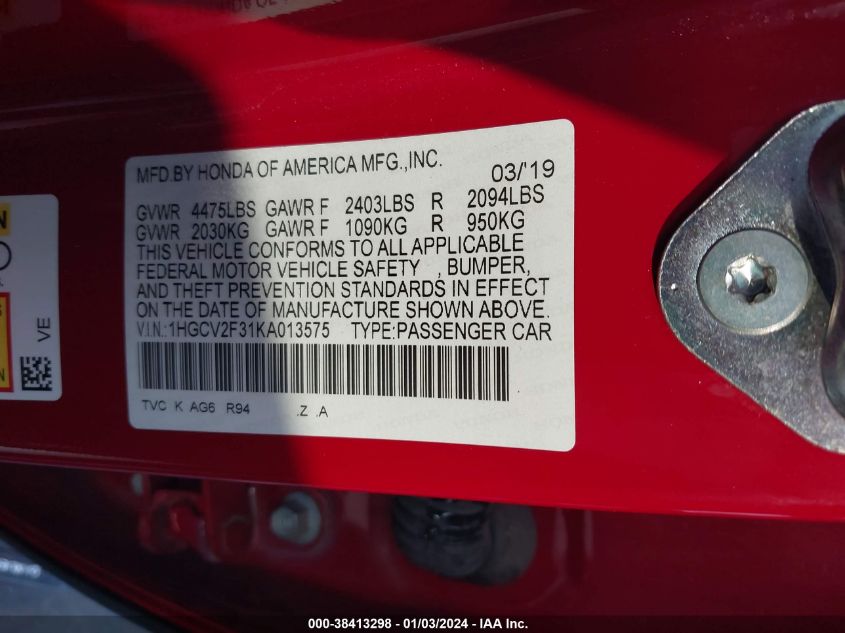 MFD.BY HONDA OF AMERICA MFG.,INC. 03/'19
GVWR 4475LBS GAWR F 2403LBS R 2094LBS
GVWR 2030KG GAWR F 1090KG R 950KG
THIS VEHICLE CONFORMS TO ALL APPLICABLE
FEDERAL MOTOR VEHICLE SAFETY , BUMPER,
AND THEFT PREVENTION STANDARDS IN EFFECT
ON THE DATE OF MANUFACTURE SHOWN ABOVE.
V.I.N.:1HGCV2F31KA013575 TYPE:PASSENGER CAR
TVC K AG6 R94 .Z .A
VE
000-38413298 - 01/03/2024 - IAA Inc.